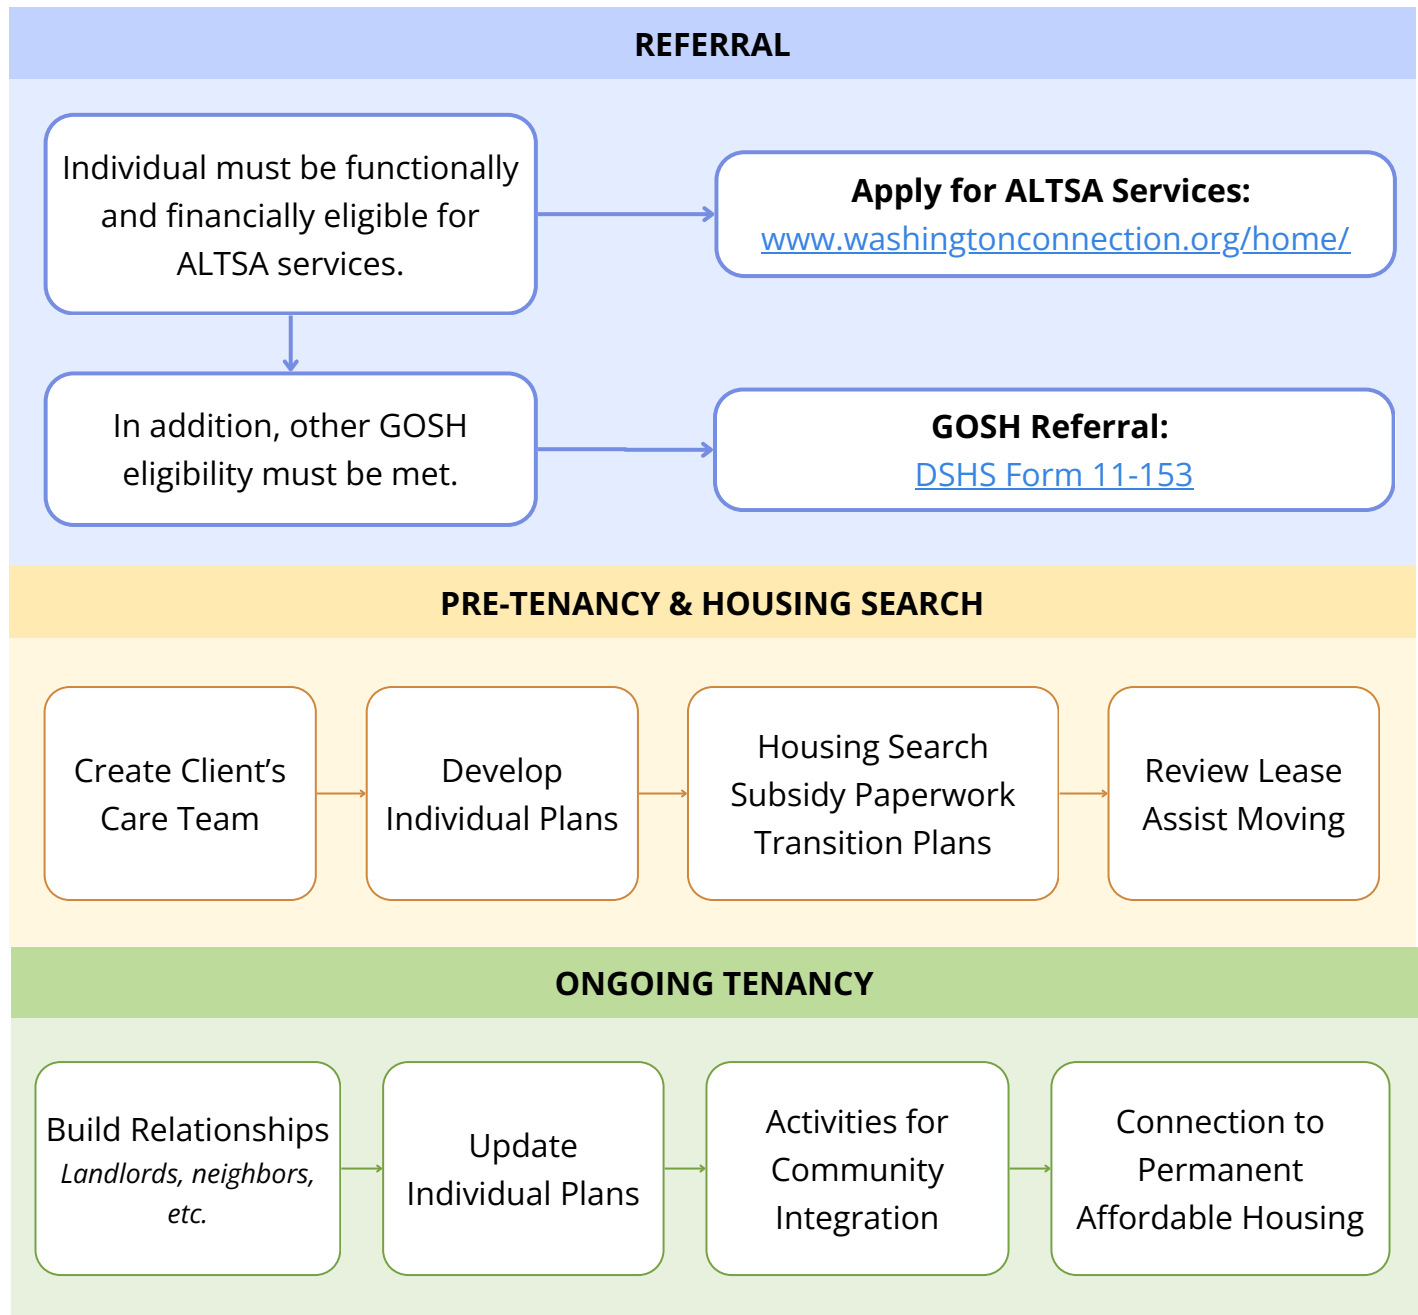 REFERRAL
Individual must be functionally
and financially eligible for
ALTSA services.
Apply for ALTSA Services:
www.washingtonconnection.org/home/
In addition, other GOSH
eligibility must be met.
GOSH Referral:
DSHS Form 11-153
PRE-TENANCY & HOUSING SEARCH
Create Client’s
Care Team
Develop
Individual Plans
Housing Search
Subsidy Paperwork
Transition Plans
Review Lease
Assist Moving
ONGOING TENANCY
Build Relationships
Landlords, neighbors,
etc.
Update
Individual Plans
Activities for
Community
Integration
Connection to
Permanent
Affordable Housing